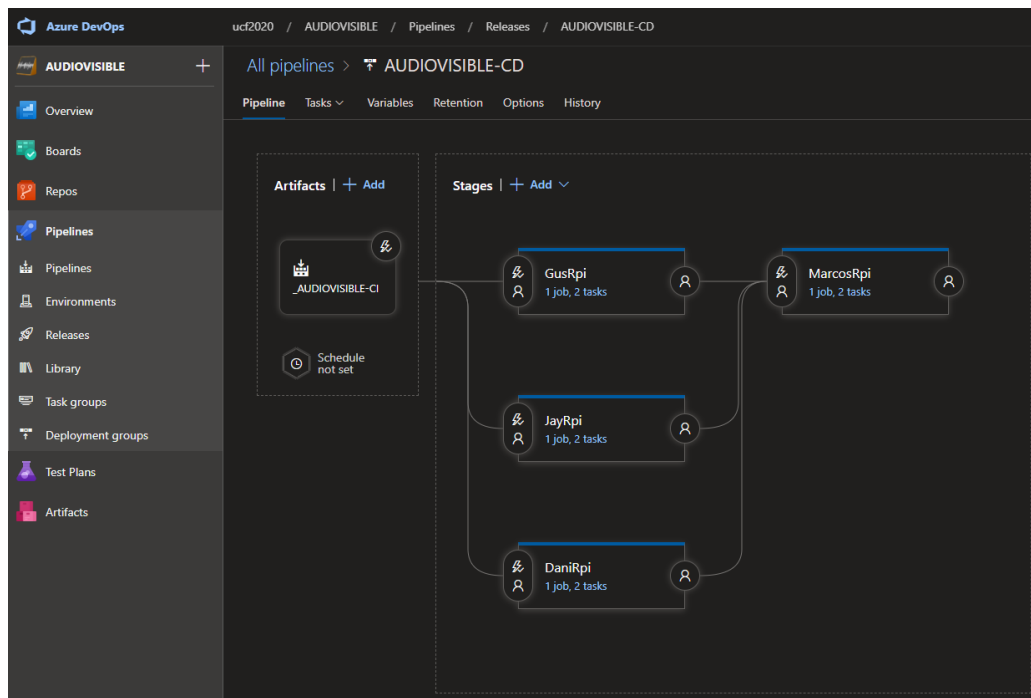 Azure DevOps
ucf2020 / AUDIOVISIBLE / Pipelines / Releases / AUDIOVISIBLE-CD
AUDIOVISIBLE
Overview
Boards
Repos
Pipelines
Pipelines
Environments
Releases
Library
Task groups
Deployment groups
Test Plans
Artifacts
All pipelines > AUDIOVISIBLE-CD
Pipeline Tasks Variables Retention Options History
Artifacts | + Add
_AUDIOVISIBLE-CI
Schedule
not set
Stages | + Add
GusRpi
1 job, 2 tasks
MarcosRpi
1 job, 2 tasks
JayRpi
1 job, 2 tasks
DaniRpi
1 job, 2 tasks